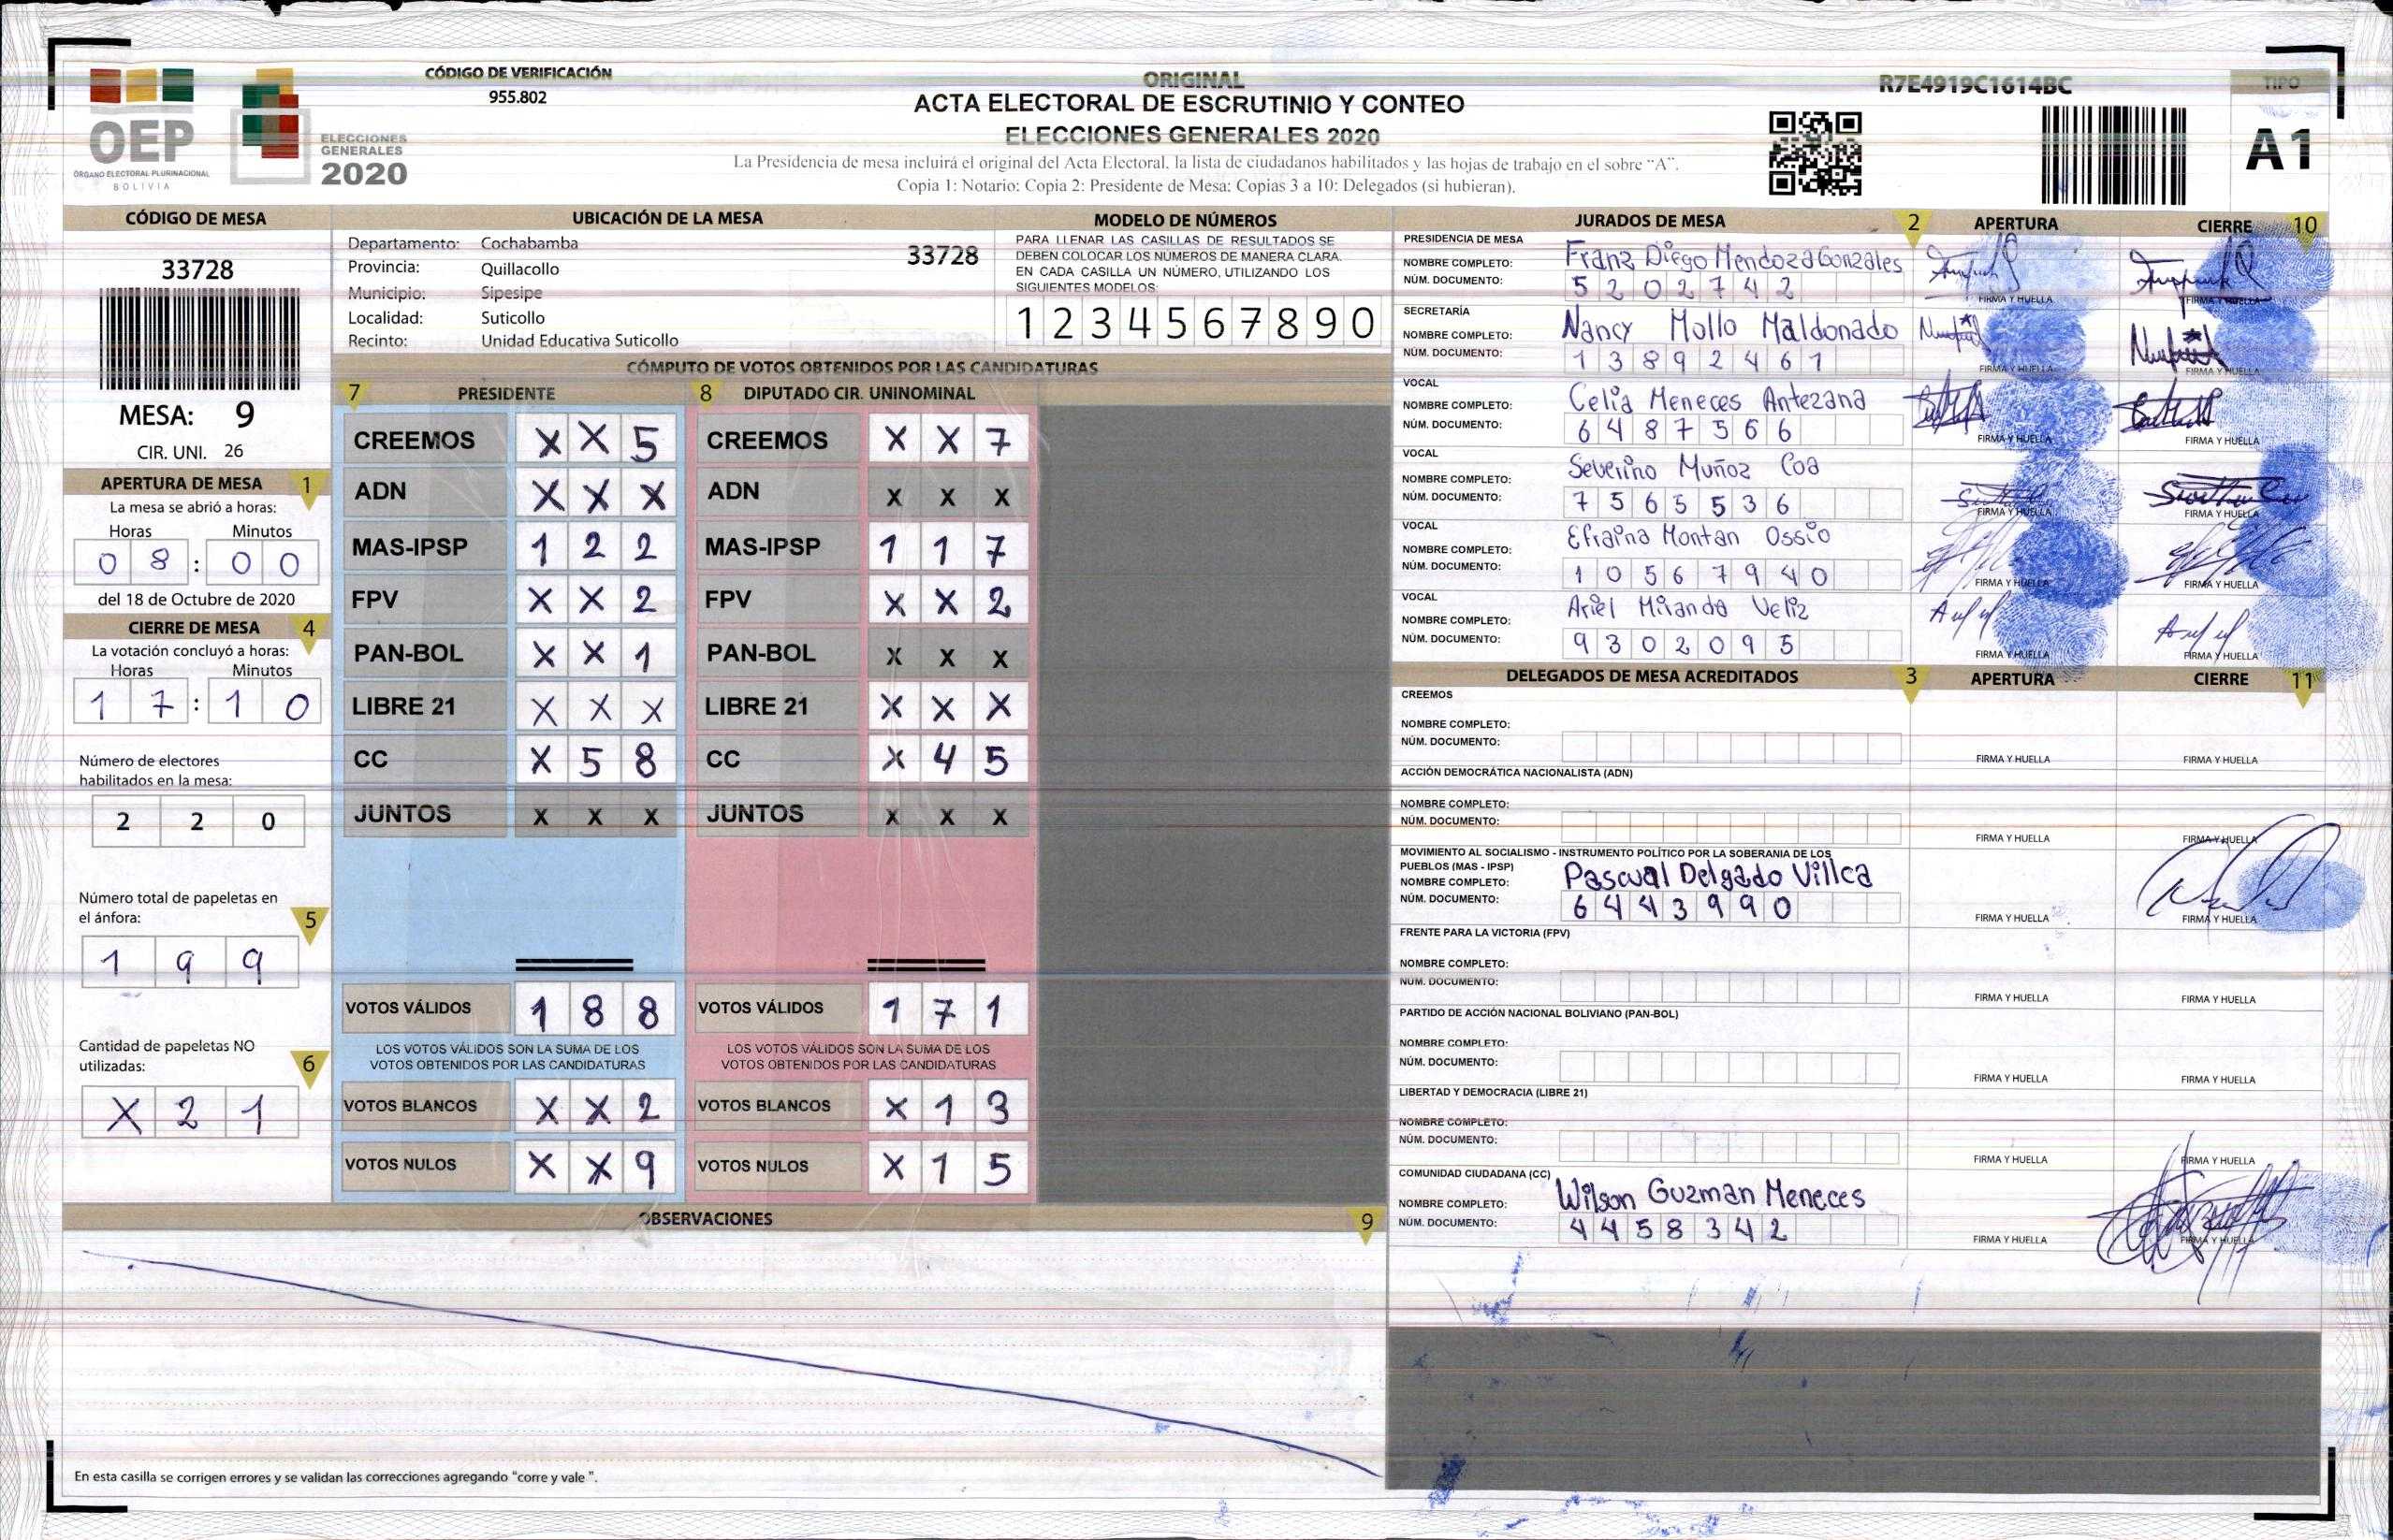 CÓDIGO DE VERIFICACIÓN
955.802
ORIGINAL
ACTA ELECTORAL DE ESCRUTINIO Y CONTEO
ELECCIONES GENERALES 2020
La Presidencia de mesa incluirá el original del Acta Electoral, la lista de ciudadanos habilitados y las hojas de trabajo en el sobre “A”.
Copia 1: Notario; Copia 2: Presidente de Mesa; Copias 3 a 10: Delegados (si hubieran).
R7E4919C1614BC
TIPO
A1
OEP
ÓRGANO ELECTORAL PLURINACIONAL
BOLIVIA
ELECCIONES
GENERALES
2020
CÓDIGO DE MESA
33728
MESA: 9
CIR. UNI. 26
APERTURA DE MESA 1
La mesa se abrió a horas:
Horas Minutos
0 8 : 0 0
del 18 de Octubre de 2020
CIERRE DE MESA 4
La votación concluyó a horas:
Horas Minutos
1 7 : 1 0
Número de electores
habilitados en la mesa:
2 2 0
Número total de papeletas en
el ánfora: 5
1 9 9
Cantidad de papeletas NO
utilizadas: 6
X 2 1
UBICACIÓN DE LA MESA
Departamento: Cochabamba 33728
Provincia: Quillacollo
Municipio: Sipesipe
Localidad: Suticollo
Recinto: Unidad Educativa Suticollo
MODELO DE NÚMEROS
PARA LLENAR LAS CASILLAS DE RESULTADOS SE
DEBEN COLOCAR LOS NÚMEROS DE MANERA CLARA.
EN CADA CASILLA UN NÚMERO, UTILIZANDO LOS
SIGUIENTES MODELOS:
1 2 3 4 5 6 7 8 9 0
CÓMPUTO DE VOTOS OBTENIDOS POR LAS CANDIDATURAS
7 PRESIDENTE 8 DIPUTADO CIR. UNINOMINAL
CREEMOS X X 5 CREEMOS X X 7
ADN X X X ADN X X X
MAS-IPSP 1 2 2 MAS-IPSP 1 1 7
FPV X X 2 FPV X X 2
PAN-BOL X X 1 PAN-BOL X X X
LIBRE 21 X X X LIBRE 21 X X X
CC X 5 8 CC X 4 5
JUNTOS X X X JUNTOS X X X
VOTOS VÁLIDOS 1 8 8 VOTOS VÁLIDOS 1 7 1
LOS VOTOS VÁLIDOS SON LA SUMA DE LOS LOS VOTOS VÁLIDOS SON LA SUMA DE LOS
VOTOS OBTENIDOS POR LAS CANDIDATURAS VOTOS OBTENIDOS POR LAS CANDIDATURAS
VOTOS BLANCOS X X 2 VOTOS BLANCOS X 1 3
VOTOS NULOS X X 9 VOTOS NULOS X 1 5
OBSERVACIONES 9
En esta casilla se corrigen errores y se validan las correcciones agregando “corre y vale ”.
JURADOS DE MESA 2 APERTURA CIERRE 10
PRESIDENCIA DE MESA
NOMBRE COMPLETO: Franz Diego Mendoza Gonzales
NÚM. DOCUMENTO: 5 2 0 2 7 4 2
FIRMA Y HUELLA FIRMA Y HUELLA
SECRETARÍA
NOMBRE COMPLETO: Nancy Mollo Maldonado
NÚM. DOCUMENTO: 1 3 8 9 2 4 6 1
FIRMA Y HUELLA FIRMA Y HUELLA
VOCAL
NOMBRE COMPLETO: Celia Meneces Antezana
NÚM. DOCUMENTO: 6 4 8 7 5 6 6
FIRMA Y HUELLA FIRMA Y HUELLA
VOCAL
NOMBRE COMPLETO: Severino Muñoz Coa
NÚM. DOCUMENTO: 7 5 6 5 5 3 6
FIRMA Y HUELLA FIRMA Y HUELLA
VOCAL
NOMBRE COMPLETO: Efraina Montan Ossio
NÚM. DOCUMENTO: 1 0 5 6 7 9 4 0
FIRMA Y HUELLA FIRMA Y HUELLA
VOCAL
NOMBRE COMPLETO: Ariel Miranda Veliz
NÚM. DOCUMENTO: 9 3 0 2 0 9 5
FIRMA Y HUELLA FIRMA Y HUELLA
DELEGADOS DE MESA ACREDITADOS 3 APERTURA CIERRE 11
CREEMOS
NOMBRE COMPLETO:
NÚM. DOCUMENTO:
FIRMA Y HUELLA FIRMA Y HUELLA
ACCIÓN DEMOCRÁTICA NACIONALISTA (ADN)
NOMBRE COMPLETO:
NÚM. DOCUMENTO:
FIRMA Y HUELLA FIRMA Y HUELLA
MOVIMIENTO AL SOCIALISMO - INSTRUMENTO POLÍTICO POR LA SOBERANIA DE LOS
PUEBLOS (MAS - IPSP)
NOMBRE COMPLETO: Pascual Delgado Villca
NÚM. DOCUMENTO: 6 4 4 3 9 9 0
FIRMA Y HUELLA FIRMA Y HUELLA
FRENTE PARA LA VICTORIA (FPV)
NOMBRE COMPLETO:
NÚM. DOCUMENTO:
FIRMA Y HUELLA FIRMA Y HUELLA
PARTIDO DE ACCIÓN NACIONAL BOLIVIANO (PAN-BOL)
NOMBRE COMPLETO:
NÚM. DOCUMENTO:
FIRMA Y HUELLA FIRMA Y HUELLA
LIBERTAD Y DEMOCRACIA (LIBRE 21)
NOMBRE COMPLETO:
NÚM. DOCUMENTO:
FIRMA Y HUELLA FIRMA Y HUELLA
COMUNIDAD CIUDADANA (CC)
NOMBRE COMPLETO: Wilson Guzman Meneces
NÚM. DOCUMENTO: 4 4 5 8 3 4 2
FIRMA Y HUELLA FIRMA Y HUELLA